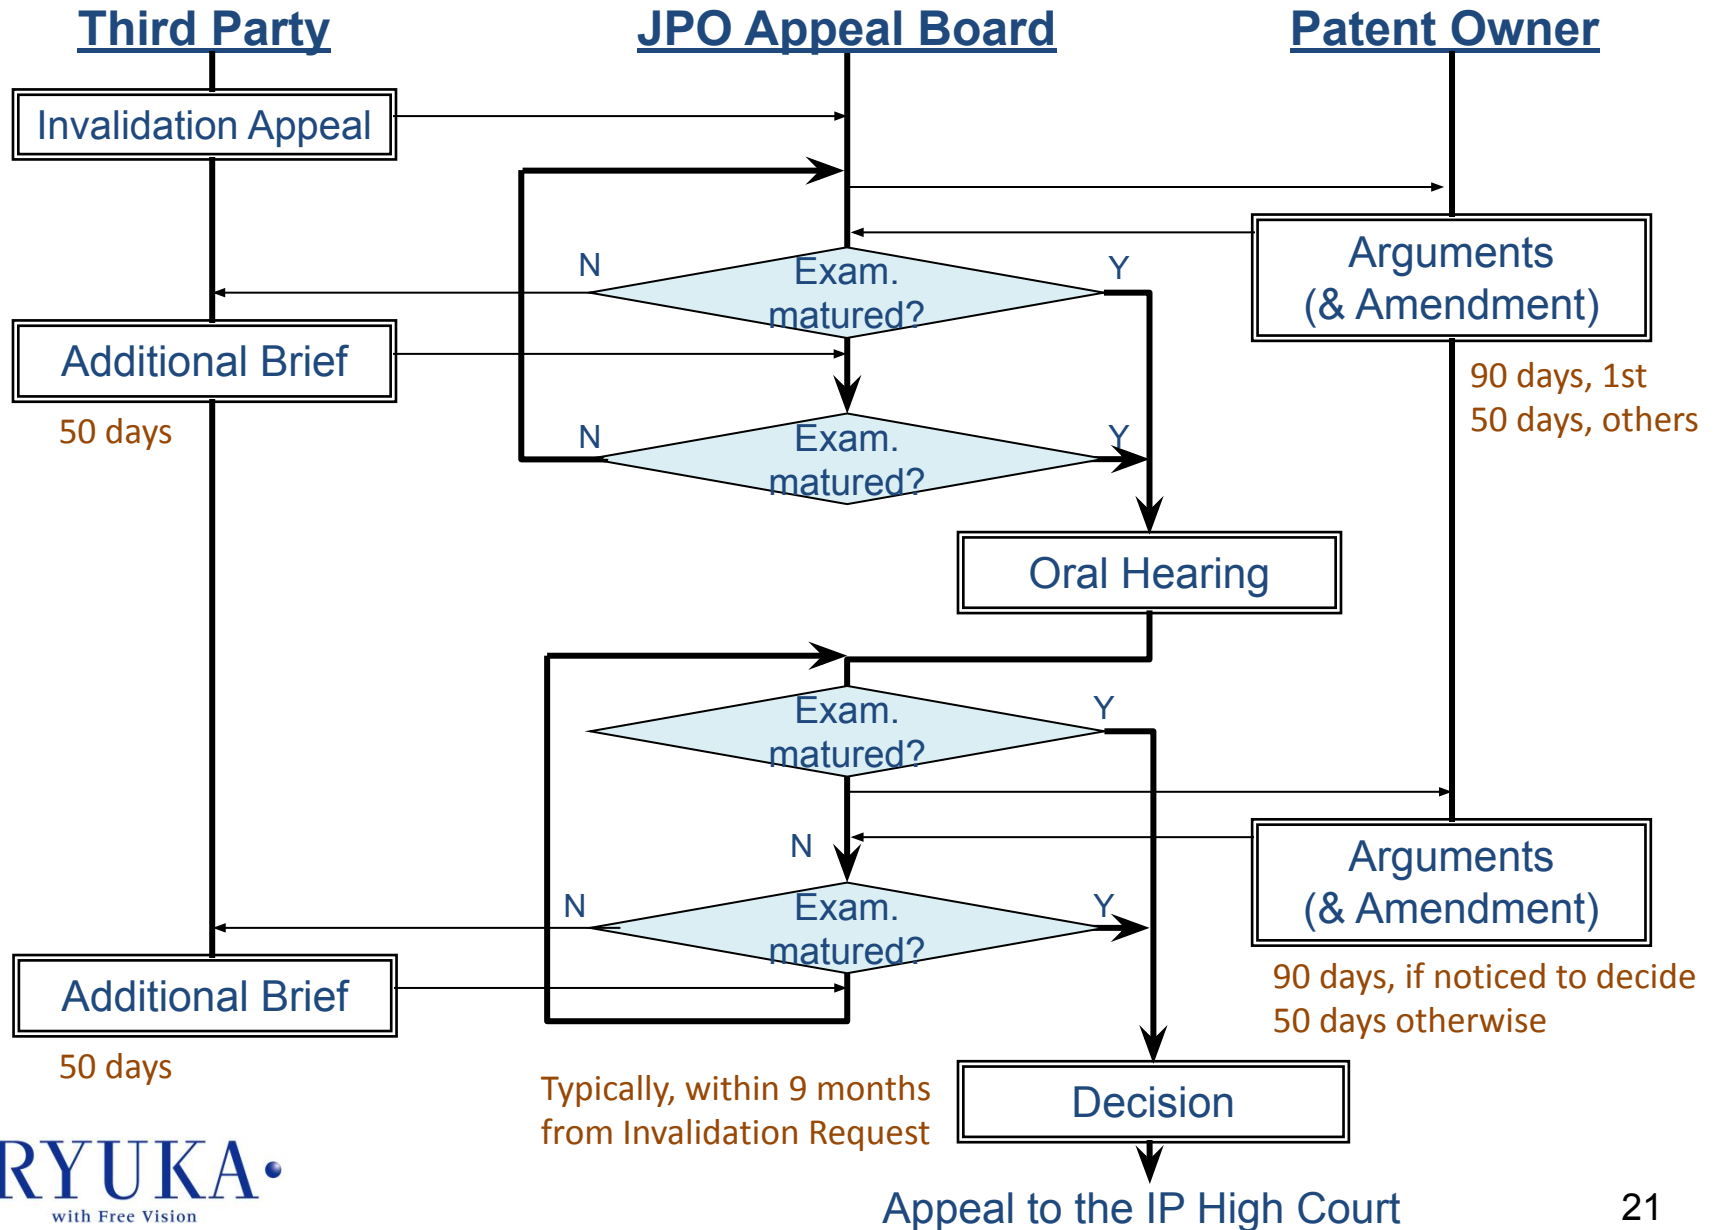 Third Party
JPO Appeal Board
Patent Owner
Invalidation Appeal
Arguments
(& Amendment)
90 days, 1st
50 days, others
N
Exam.
matured?
Y
Additional Brief
50 days
N
Exam.
matured?
Y
Oral Hearing
Exam.
matured?
Y
N
Arguments
(& Amendment)
90 days, if noticed to decide
50 days otherwise
N
Exam.
matured?
Y
Additional Brief
50 days
Typically, within 9 months
from Invalidation Request
Decision
Appeal to the IP High Court
RYUKA
with Free Vision
21